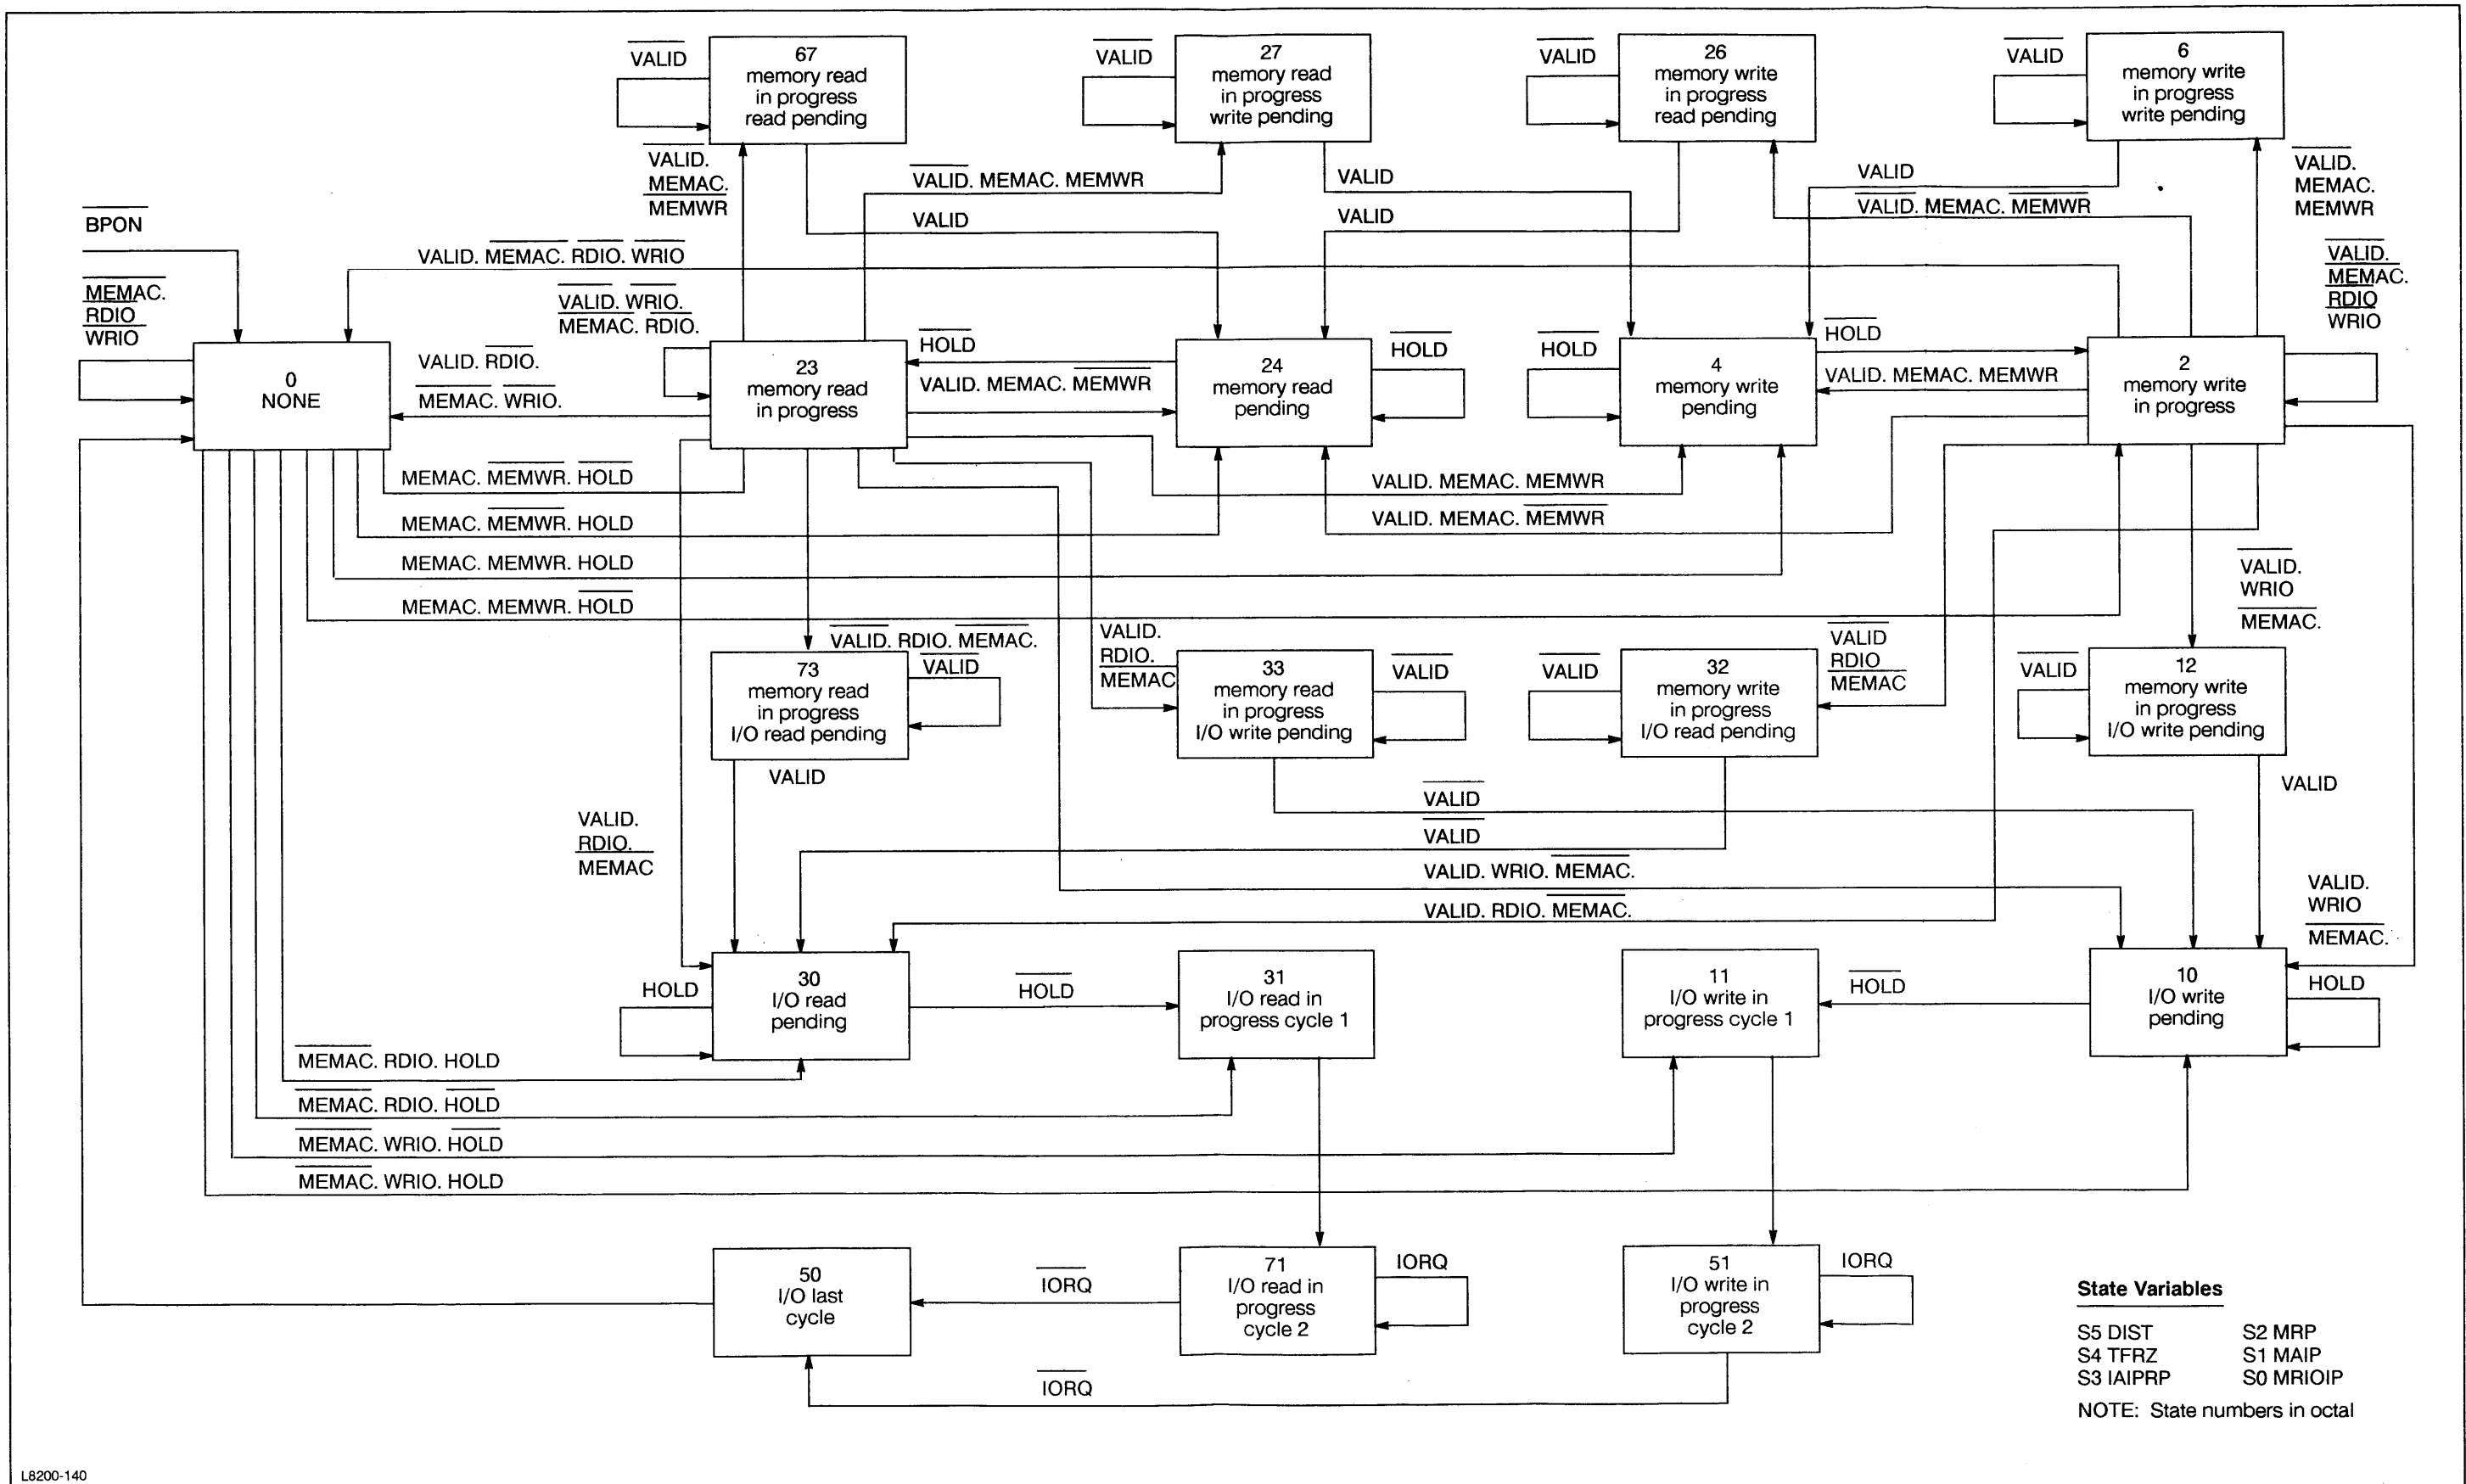 VALID
67
memory read
in progress
read pending
VALID
27
memory read
in progress
write pending
VALID
26
memory write
in progress
read pending
VALID
6
memory write
in progress
write pending
VALID.
MEMAC.
MEMWR
VALID. MEMAC. MEMWR
VALID
VALID
VALID
VALID
VALID. MEMAC. MEMWR
VALID.
MEMAC.
MEMWR
BPON
VALID. MEMAC. RDIO. WRIO
MEMAC.
RDIO
WRIO
VALID. WRIO.
MEMAC. RDIO.
VALID.
MEMAC.
RDIO
WRIO
0
NONE
VALID. RDIO.
MEMAC. WRIO.
23
memory read
in progress
HOLD
VALID. MEMAC. MEMWR
24
memory read
pending
HOLD
HOLD
4
memory write
pending
HOLD
VALID. MEMAC. MEMWR
2
memory write
in progress
MEMAC. MEMWR. HOLD
VALID. MEMAC. MEMWR
MEMAC. MEMWR. HOLD
VALID. MEMAC. MEMWR
MEMAC. MEMWR. HOLD
MEMAC. MEMWR. HOLD
VALID.
WRIO
MEMAC.
VALID. RDIO. MEMAC.
VALID
73
memory read
in progress
I/O read pending
VALID.
RDIO.
MEMAC
33
memory read
in progress
I/O write pending
VALID
VALID
32
memory write
in progress
I/O read pending
VALID
RDIO
MEMAC
VALID
12
memory write
in progress
I/O write pending
VALID
VALID
VALID
VALID
VALID.
RDIO.
MEMAC
VALID. WRIO. MEMAC.
VALID. RDIO. MEMAC.
VALID.
WRIO
MEMAC.
HOLD
30
I/O read
pending
HOLD
31
I/O read in
progress cycle 1
11
I/O write in
progress cycle 1
HOLD
10
I/O write
pending
HOLD
MEMAC. RDIO. HOLD
MEMAC. RDIO. HOLD
MEMAC. WRIO. HOLD
MEMAC. WRIO. HOLD
50
I/O last
cycle
IORQ
71
I/O read in
progress
cycle 2
IORQ
51
I/O write in
progress
cycle 2
IORQ
IORQ
State Variables
S5 DIST S2 MRP
S4 TFRZ S1 MAIP
S3 IAIPRP S0 MRIOIP
NOTE: State numbers in octal
L8200-140